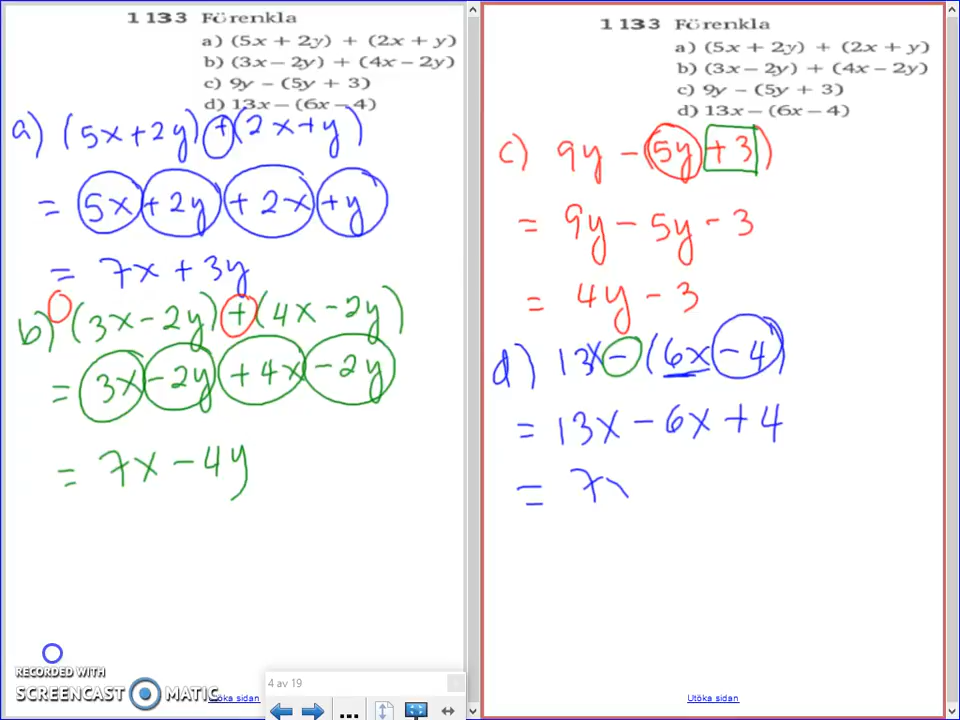 1133 Förenkla
a) (5x + 2y) + (2x + y)
b) (3x – 2y) + (4x – 2y)
c) 9y – (5y + 3)
d) 13x – (6x – 4)
a) (5x+2y)+(2x+y)
= 5x+2y+2x+y
= 7x+3y
b) (3x-2y)+(4x-2y)
= 3x-2y+4x-2y
= 7x-4y
RECORDED WITH
SCREENCAST MATIC
Utöka sidan
4 av 19
...
1133 Förenkla
a) (5x + 2y) + (2x + y)
b) (3x – 2y) + (4x – 2y)
c) 9y – (5y + 3)
d) 13x – (6x – 4)
c) 9y - (5y+3)
= 9y-5y-3
= 4y-3
d) 13x-(6x-4)
= 13x-6x+4
= 7x
Utöka sidan